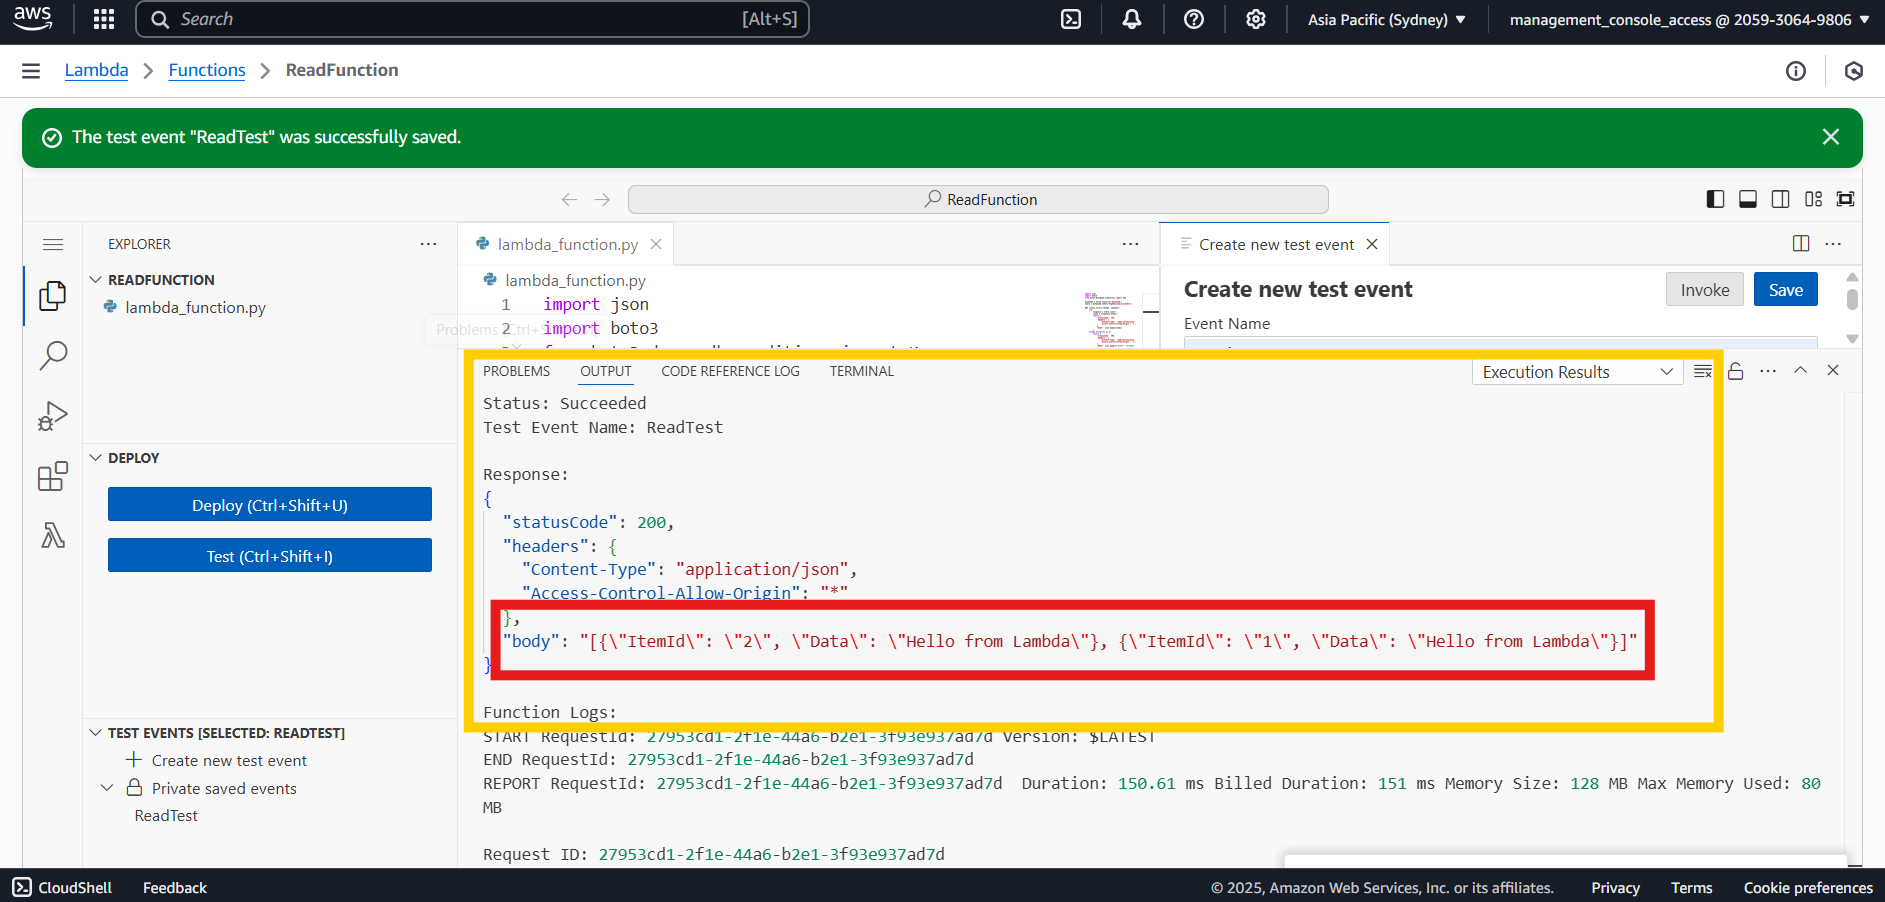 aws
Search
[Alt+S]
Asia Pacific (Sydney)
management_console_access @ 2059-3064-9806
Lambda
Functions
ReadFunction
The test event "ReadTest" was successfully saved.
ReadFunction
EXPLORER
READFUNCTION
lambda_function.py
DEPLOY
Deploy (Ctrl+Shift+U)
Test (Ctrl+Shift+I)
TEST EVENTS [SELECTED: READTEST]
Create new test event
Private saved events
ReadTest
lambda_function.py
lambda_function.py
1 import json
2 import boto3
Create new test event
Create new test event
Invoke
Save
Event Name
PROBLEMS
OUTPUT
CODE REFERENCE LOG
TERMINAL
Execution Results
Status: Succeeded
Test Event Name: ReadTest
Response:
{
"statusCode": 200,
"headers": {
"Content-Type": "application/json",
"Access-Control-Allow-Origin": "*"
},
"body": "[{\"ItemId\": \"2\", \"Data\": \"Hello from Lambda\"}, {\"ItemId\": \"1\", \"Data\": \"Hello from Lambda\"}]"
}
Function Logs:
START RequestId: 27953cd1-2f1e-44a6-b2e1-3f93e937ad7d Version: $LATEST
END RequestId: 27953cd1-2f1e-44a6-b2e1-3f93e937ad7d
REPORT RequestId: 27953cd1-2f1e-44a6-b2e1-3f93e937ad7d Duration: 150.61 ms Billed Duration: 151 ms Memory Size: 128 MB Max Memory Used: 80
MB
Request ID: 27953cd1-2f1e-44a6-b2e1-3f93e937ad7d
CloudShell
Feedback
© 2025, Amazon Web Services, Inc. or its affiliates.
Privacy
Terms
Cookie preferences